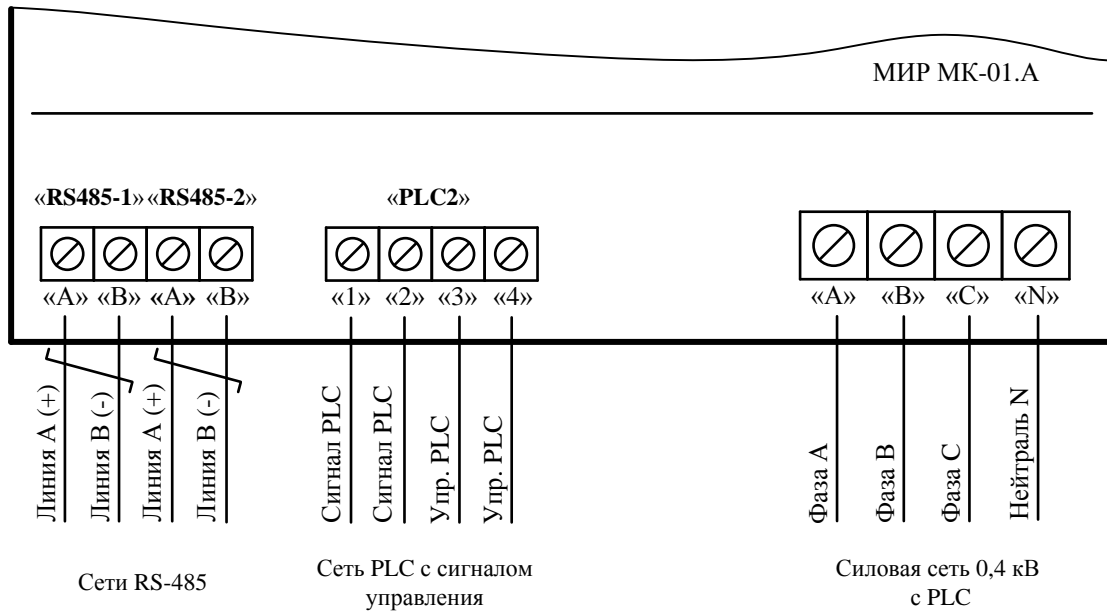 МИР МК-01.А
«RS485-1» «RS485-2»
«PLC2»
«А» «В» «А» «В»
«1» «2» «3» «4»
«А» «В» «С» «N»
Линия А (+)
Линия В (-)
Линия А (+)
Линия В (-)
Сигнал PLC
Сигнал PLC
Упр. PLC
Упр. PLC
Фаза А
Фаза В
Фаза С
Нейтраль N
Сети RS-485
Сеть PLC с сигналом
управления
Силовая сеть 0,4 кВ
с PLC